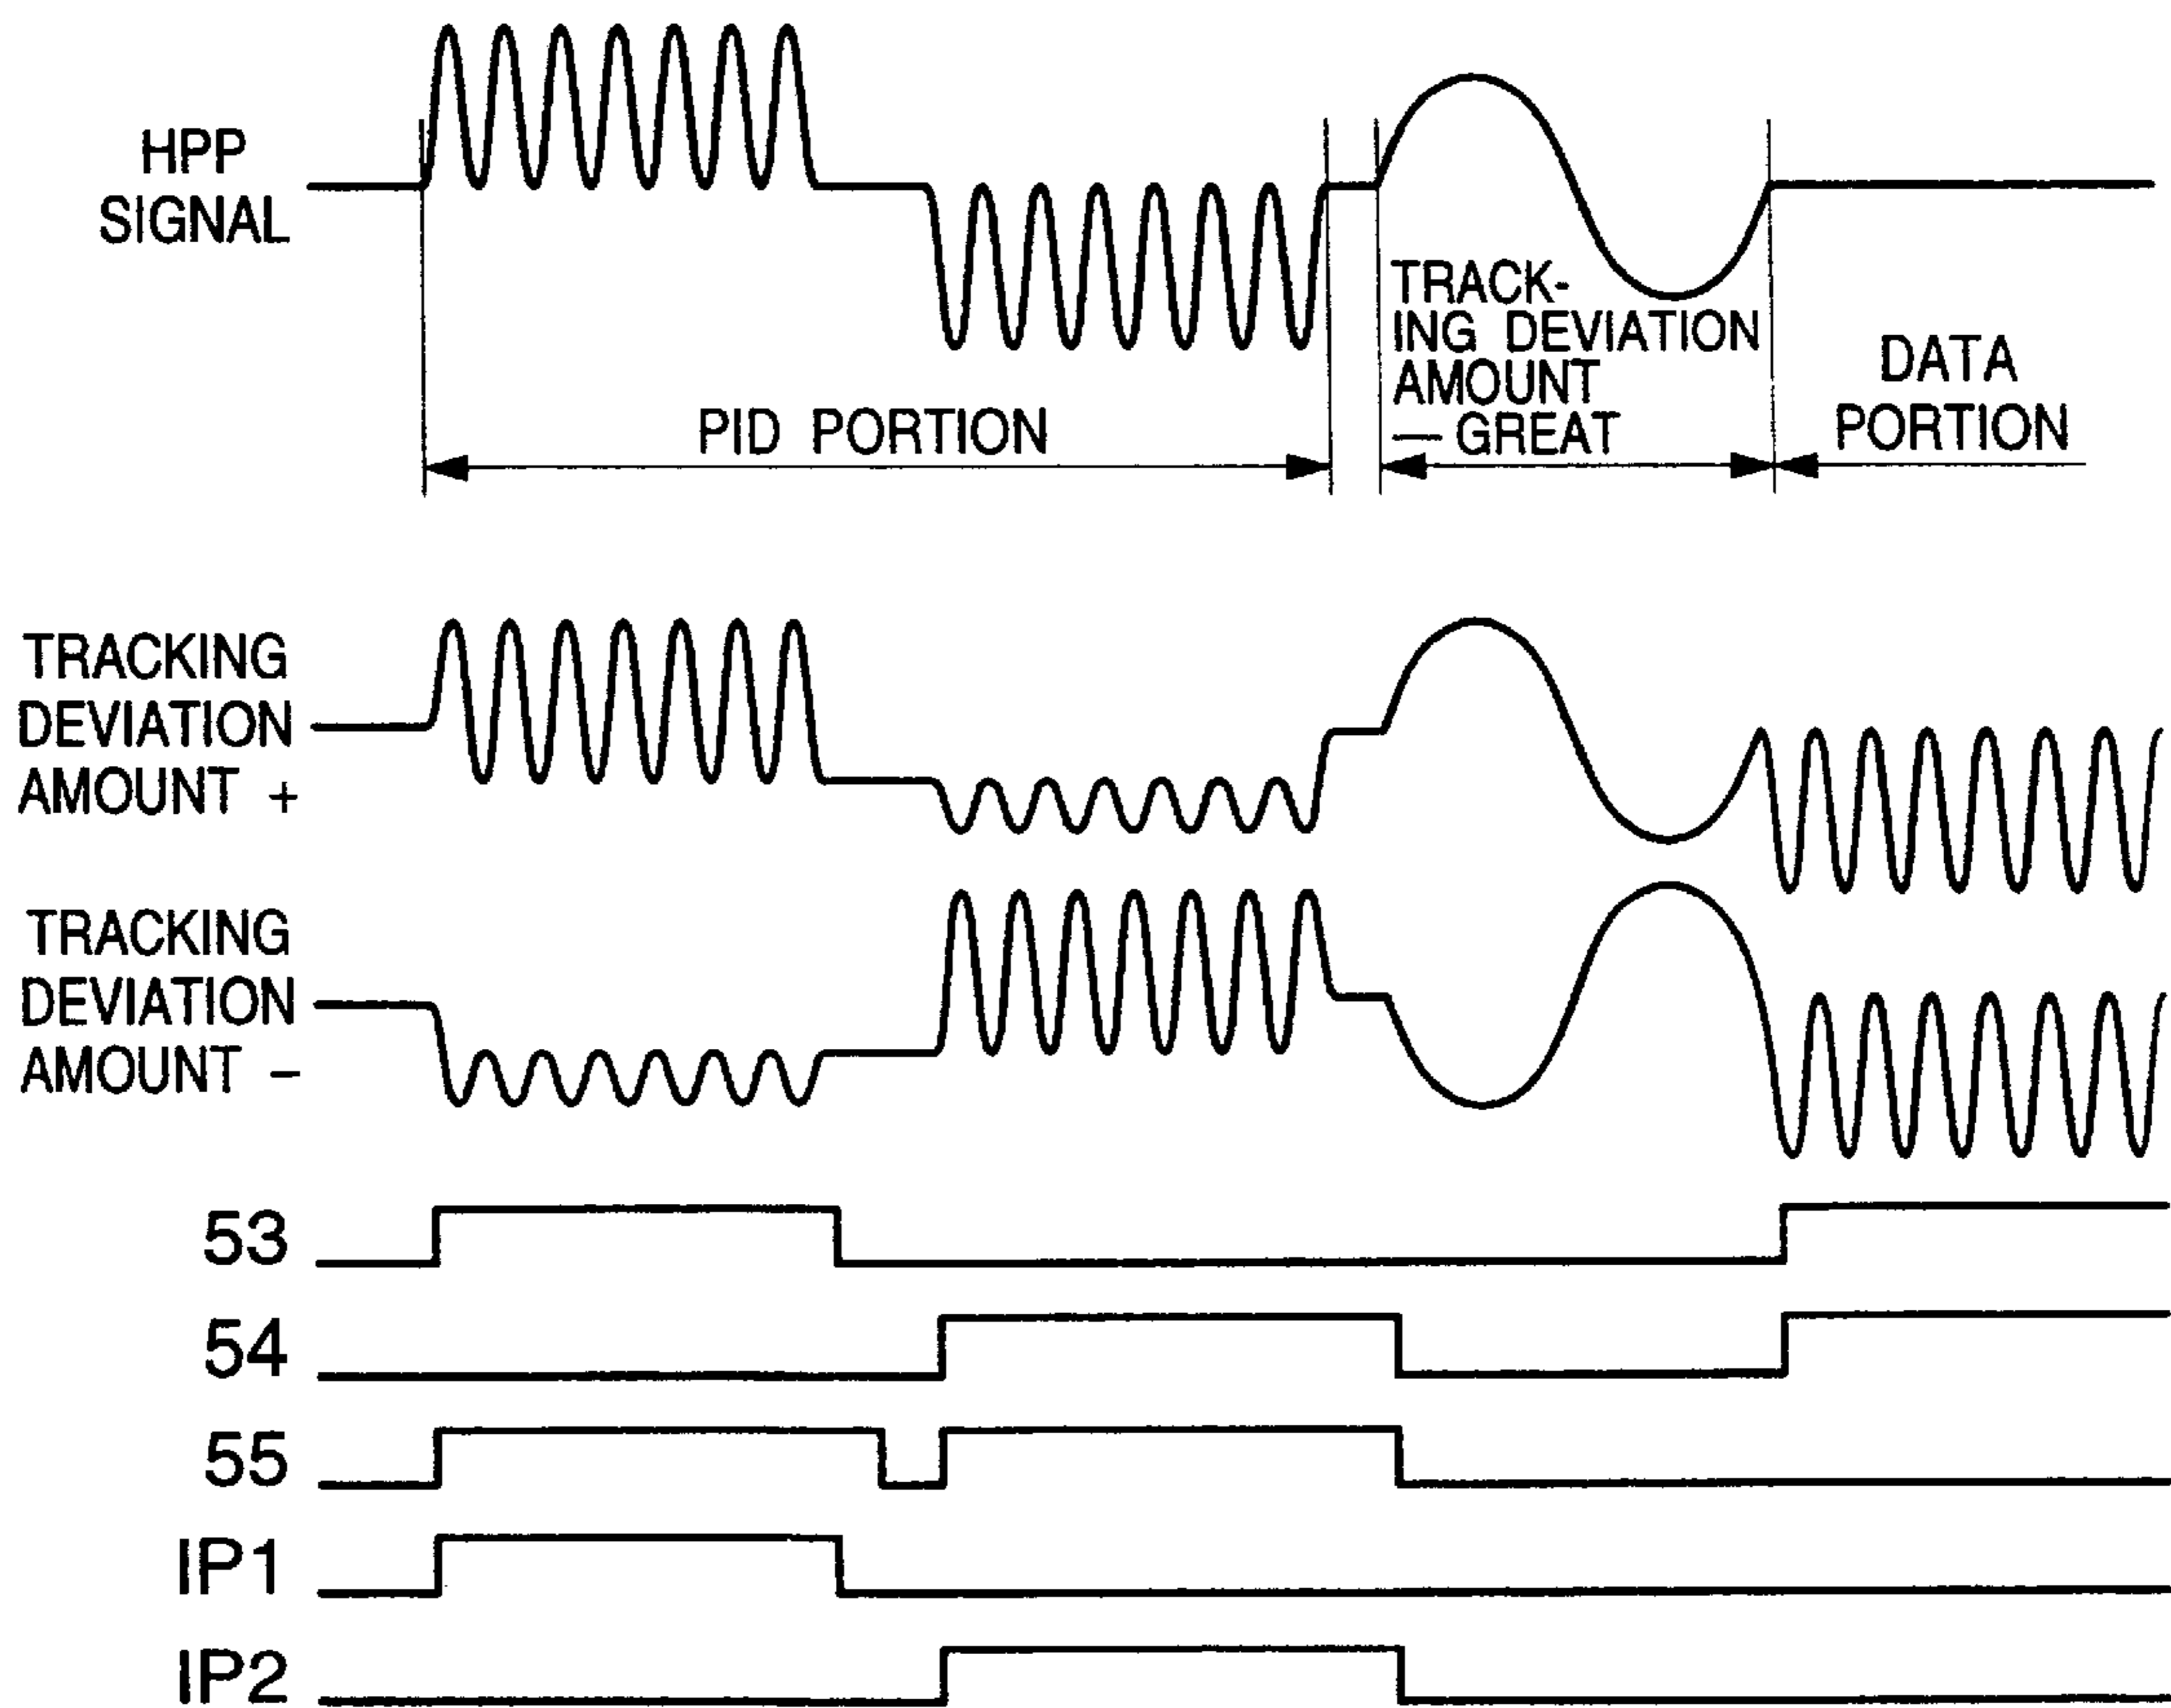 HPP
SIGNAL
TRACK-
ING DEVIATION
AMOUNT
— GREAT
DATA
PORTION
PID PORTION
TRACKING
DEVIATION
AMOUNT +
TRACKING
DEVIATION
AMOUNT −
53
54
55
IP1
IP2